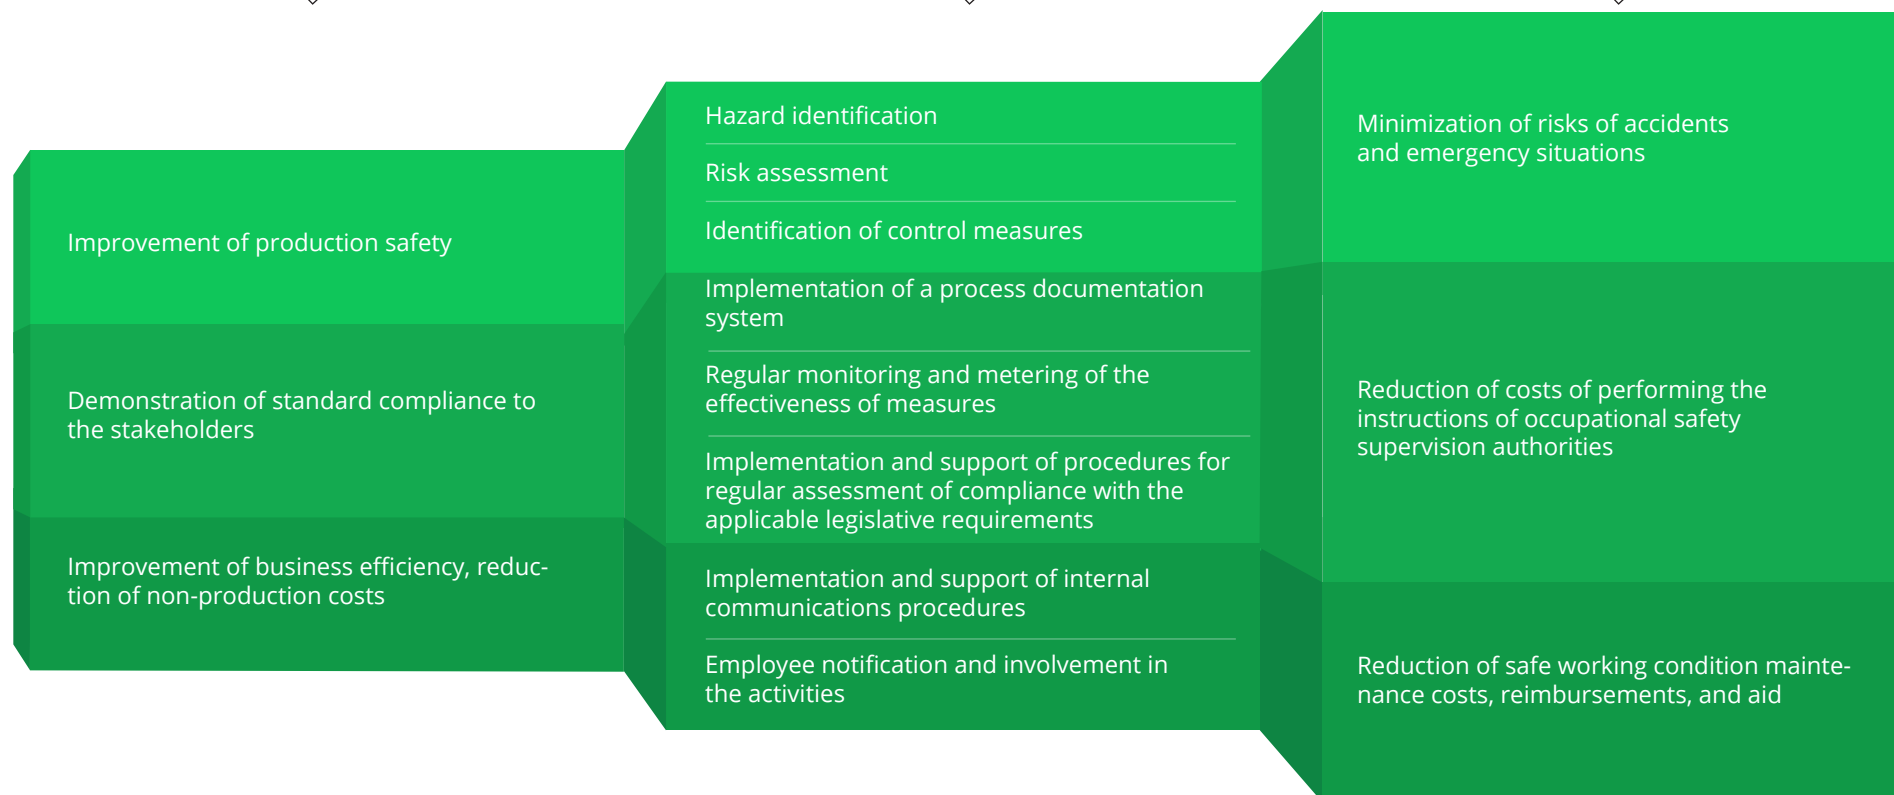 Improvement of production safety
Demonstration of standard compliance to
the stakeholders
Improvement of business efficiency, reduc-
tion of non-production costs
Hazard identification
Risk assessment
Identification of control measures
Implementation of a process documentation
system
Regular monitoring and metering of the
effectiveness of measures
Implementation and support of procedures for
regular assessment of compliance with the
applicable legislative requirements
Implementation and support of internal
communications procedures
Employee notification and involvement in
the activities
Minimization of risks of accidents
and emergency situations
Reduction of costs of performing the
instructions of occupational safety
supervision authorities
Reduction of safe working condition mainte-
nance costs, reimbursements, and aid